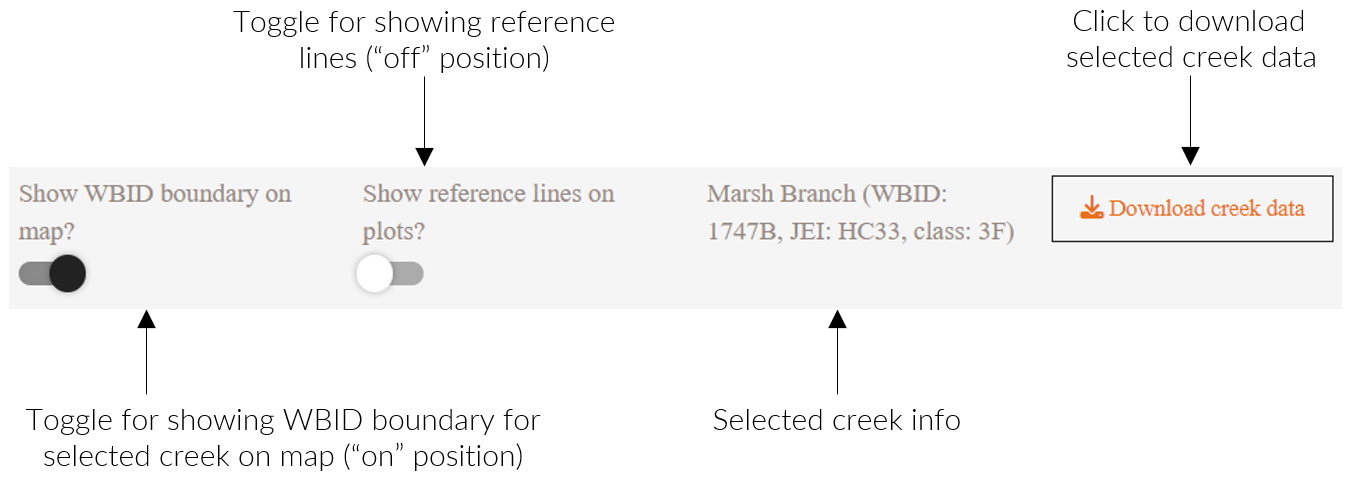 Toggle for showing reference
lines (“off” position)
Click to download
selected creek data
Show WBID boundary on
map?
Show reference lines on
plots?
Marsh Branch (WBID:
1747B, JEI: HC33, class: 3F)
Download creek data
Toggle for showing WBID boundary for
selected creek on map (“on” position)
Selected creek info